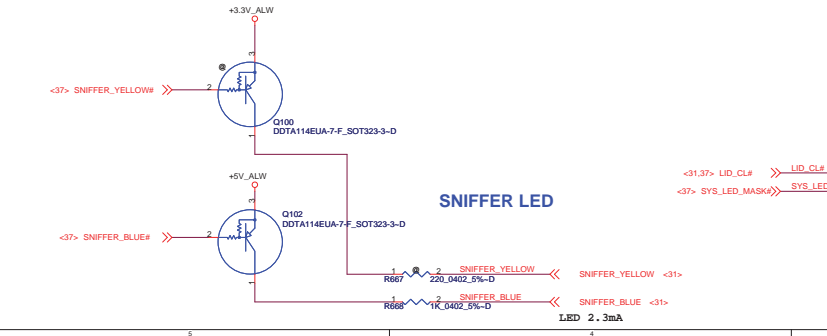 +3.3V_ALW
3
@
<37> SNIFFER_YELLOW#
2
Q100
DDTA114EUA-7-F_SOT323-3~D
1
+5V_ALW
3
SNIFFER LED
<31,37> LID_CL#
LID_CL#
<37> SYS_LED_MASK#
SYS_LED
Q102
DDTA114EUA-7-F_SOT323-3~D
<37> SNIFFER_BLUE#
2
1
1
@
2
SNIFFER_YELLOW
SNIFFER_YELLOW <31>
R667
220_0402_5%~D
1
2
SNIFFER_BLUE
SNIFFER_BLUE <31>
R668
1K_0402_5%~D
LED 2.3mA
5
4